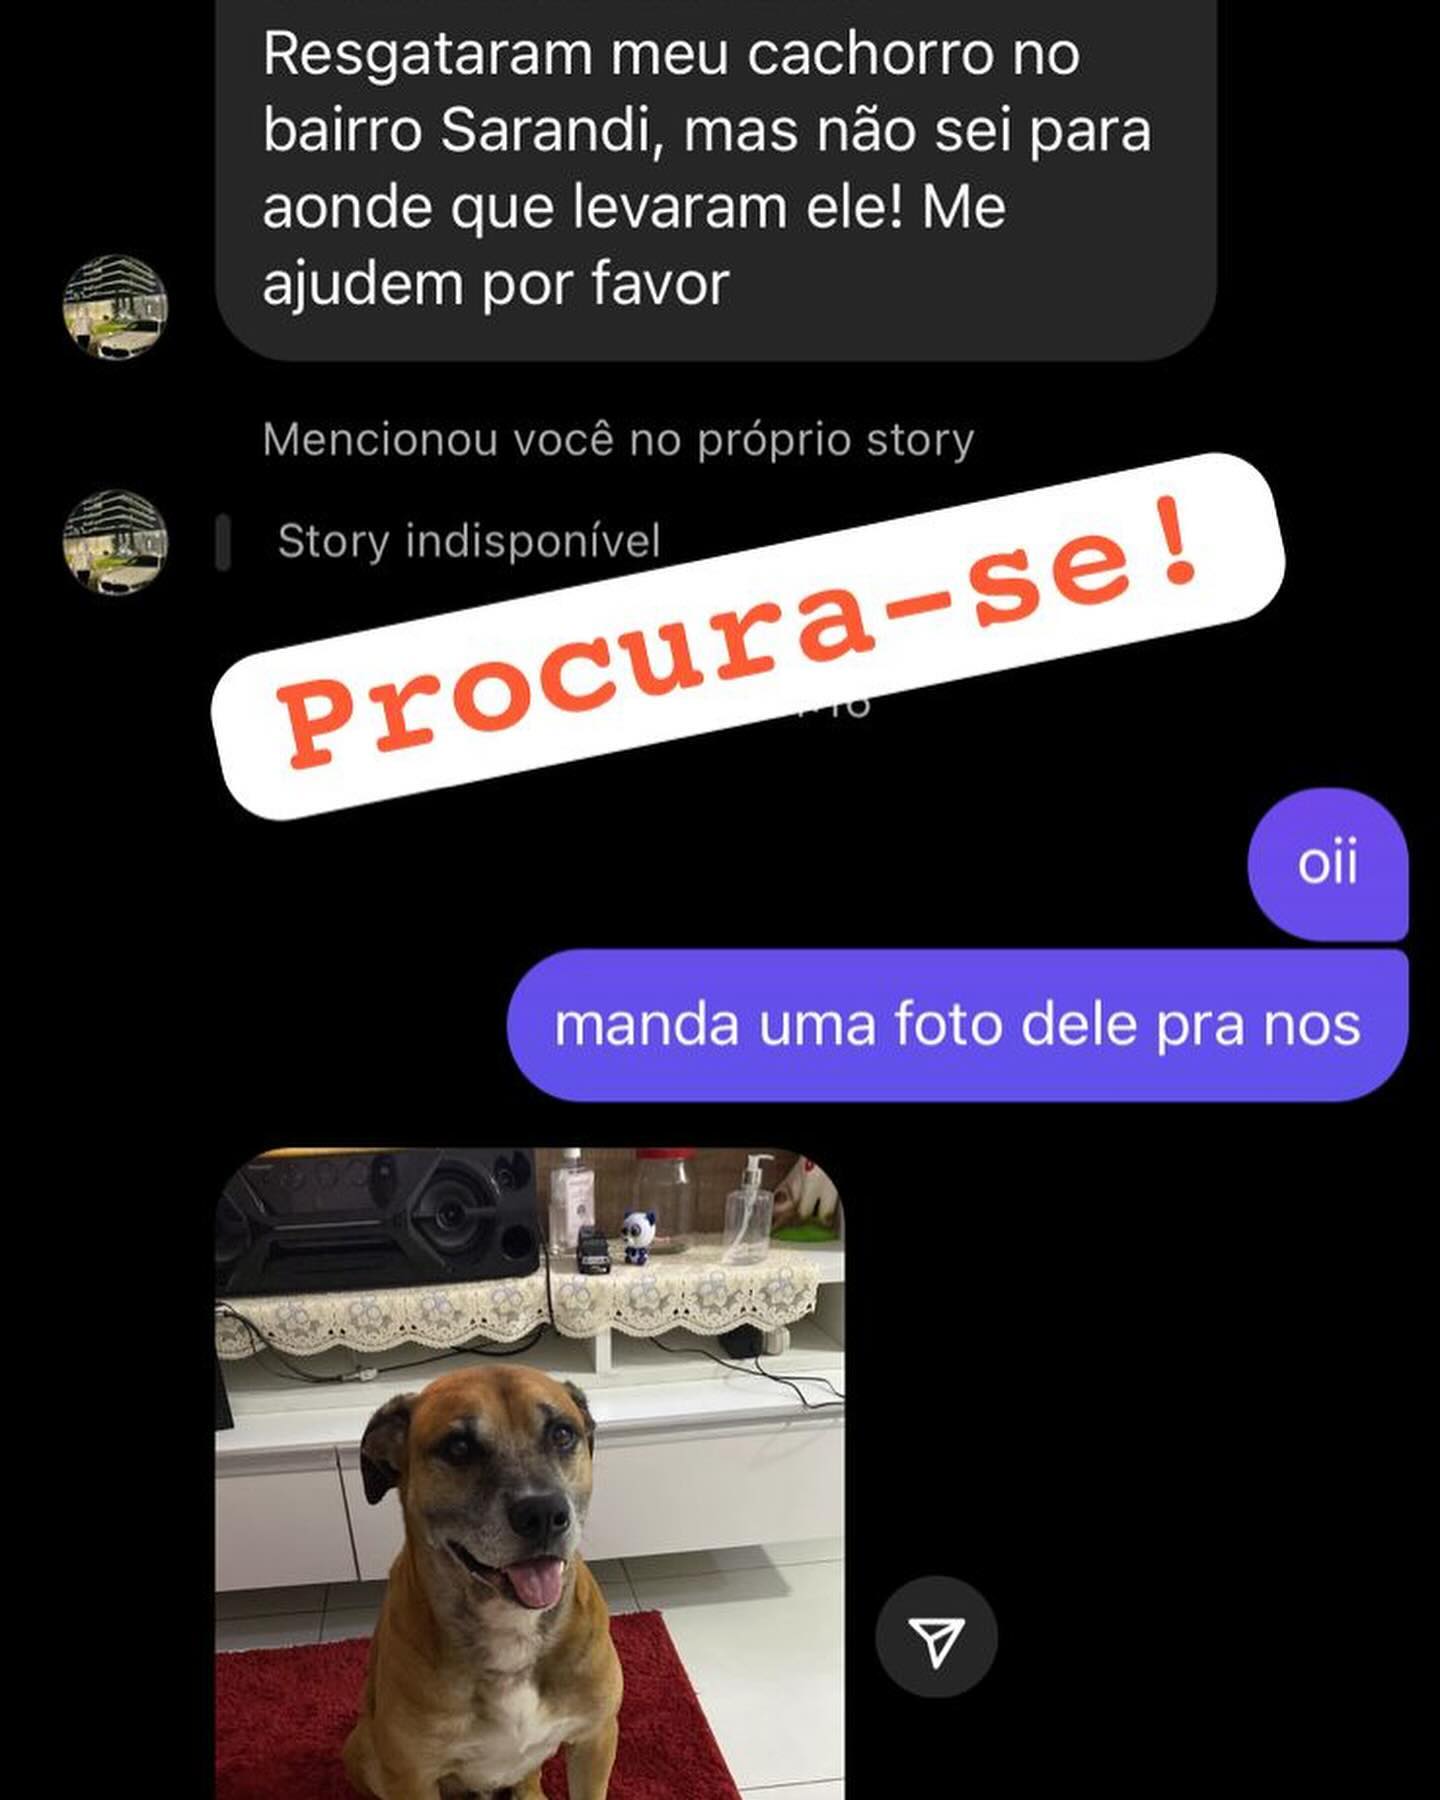 Resgataram meu cachorro no
bairro Sarandi, mas não sei para
aonde que levaram ele! Me
ajudem por favor
Mencionou você no próprio story
Story indisponível
Procura-se!
oii
manda uma foto dele pra nos